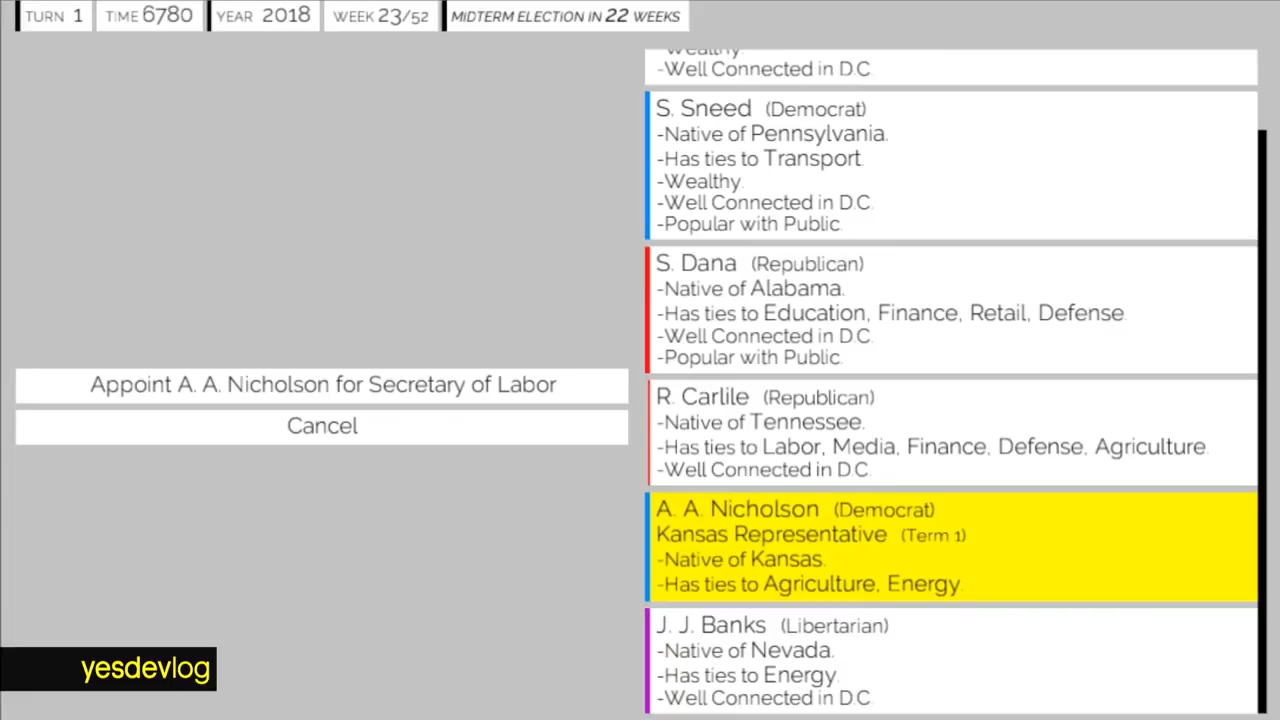 TURN 1
TIME 6780
YEAR 2018
WEEK 23/52
MIDTERM ELECTION IN 22 WEEKS
-Wealthy.
-Well Connected in D.C.
S. Sneed (Democrat)
-Native of Pennsylvania.
-Has ties to Transport.
-Wealthy.
-Well Connected in D.C.
-Popular with Public.
S. Dana (Republican)
-Native of Alabama.
-Has ties to Education, Finance, Retail, Defense.
-Well Connected in D.C.
-Popular with Public.
R. Carlile (Republican)
-Native of Tennessee.
-Has ties to Labor, Media, Finance, Defense, Agriculture.
-Well Connected in D.C.
A. A. Nicholson (Democrat)
Kansas Representative (Term 1)
-Native of Kansas.
-Has ties to Agriculture, Energy.
J. J. Banks (Libertarian)
-Native of Nevada.
-Has ties to Energy.
-Well Connected in D.C.
Appoint A. A. Nicholson for Secretary of Labor
Cancel
yesdevlog